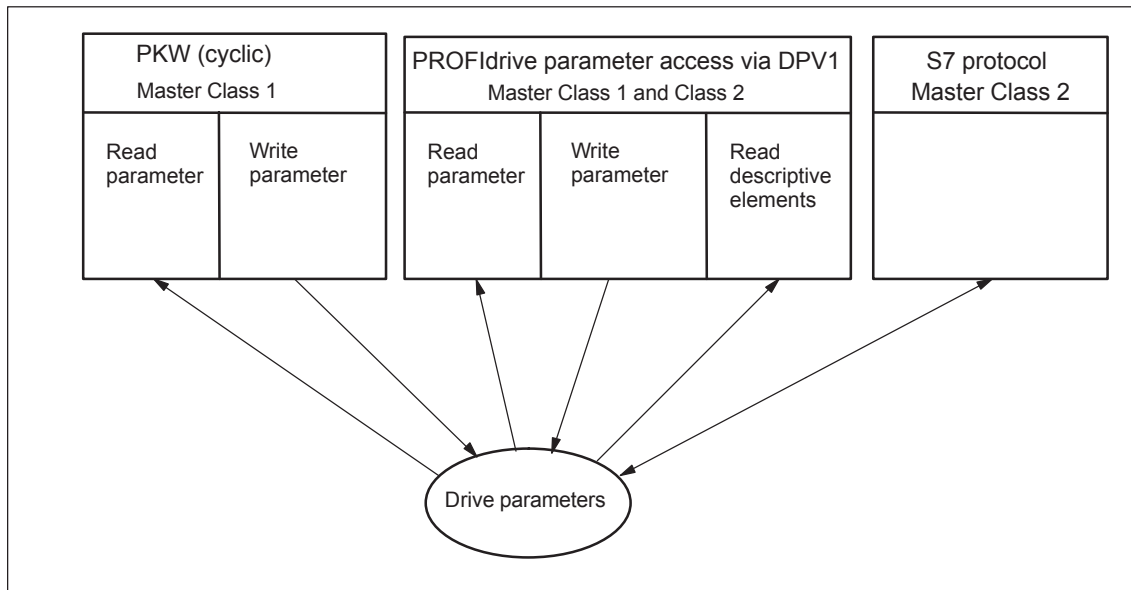 PKW (cyclic)
Master Class 1
Read
parameter
Write
parameter
PROFIdrive parameter access via DPV1
Master Class 1 and Class 2
Read
parameter
Write
parameter
Read
descriptive
elements
S7 protocol
Master Class 2
Drive parameters